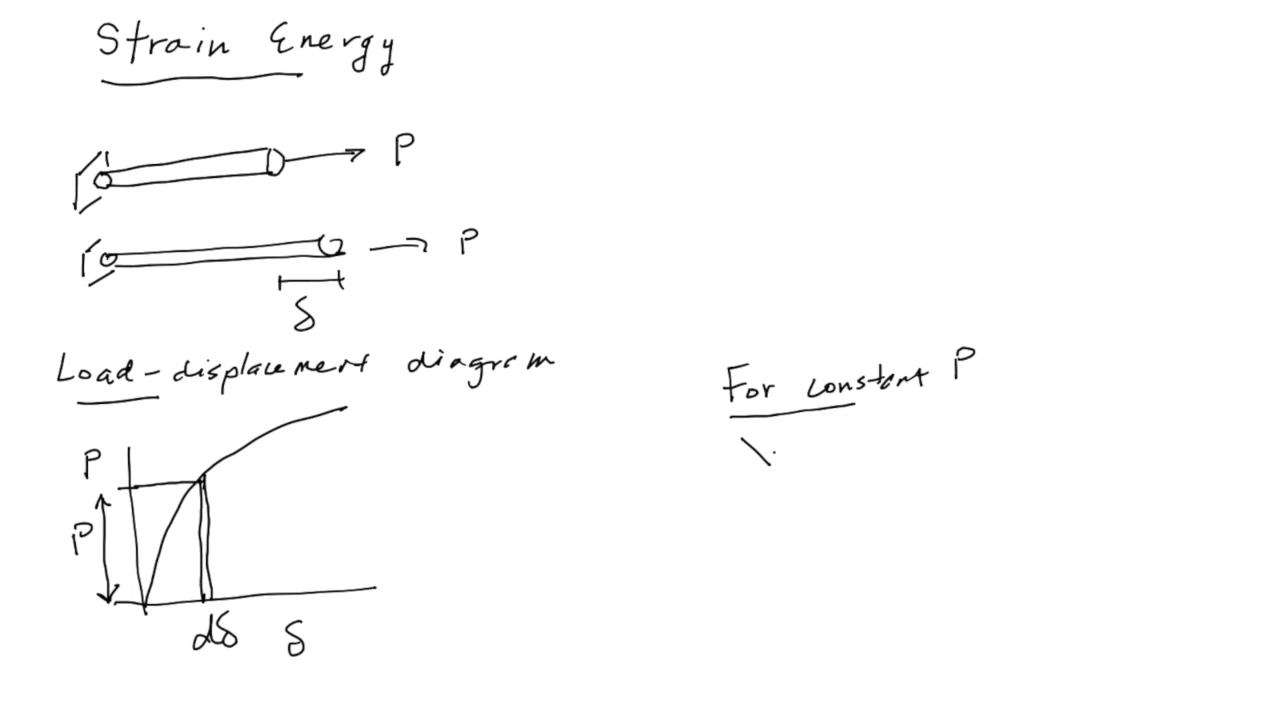 Strain Energy
P
P
δ
Load-displacement diagram
P
P
dδ δ
For constant P